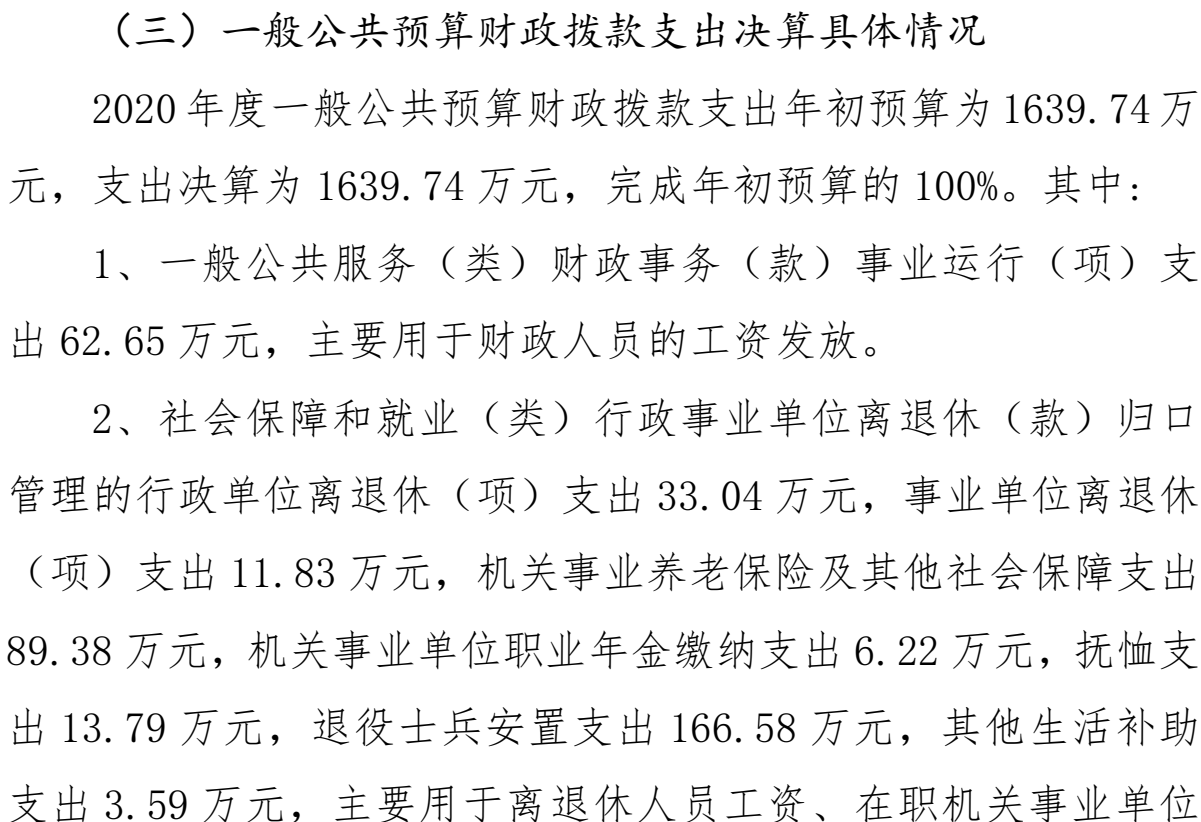 （三）一般公共预算财政拨款支出决算具体情况
2020年度一般公共预算财政拨款支出年初预算为1639.74万
元，支出决算为1639.74万元，完成年初预算的100%。其中：
1、一般公共服务（类）财政事务（款）事业运行（项）支
出62.65万元，主要用于财政人员的工资发放。
2、社会保障和就业（类）行政事业单位离退休（款）归口
管理的行政单位离退休（项）支出33.04万元，事业单位离退休
（项）支出11.83万元，机关事业养老保险及其他社会保障支出
89.38万元，机关事业单位职业年金缴纳支出6.22万元，抚恤支
出13.79万元，退役士兵安置支出166.58万元，其他生活补助
支出3.59万元，主要用于离退休人员工资、在职机关事业单位